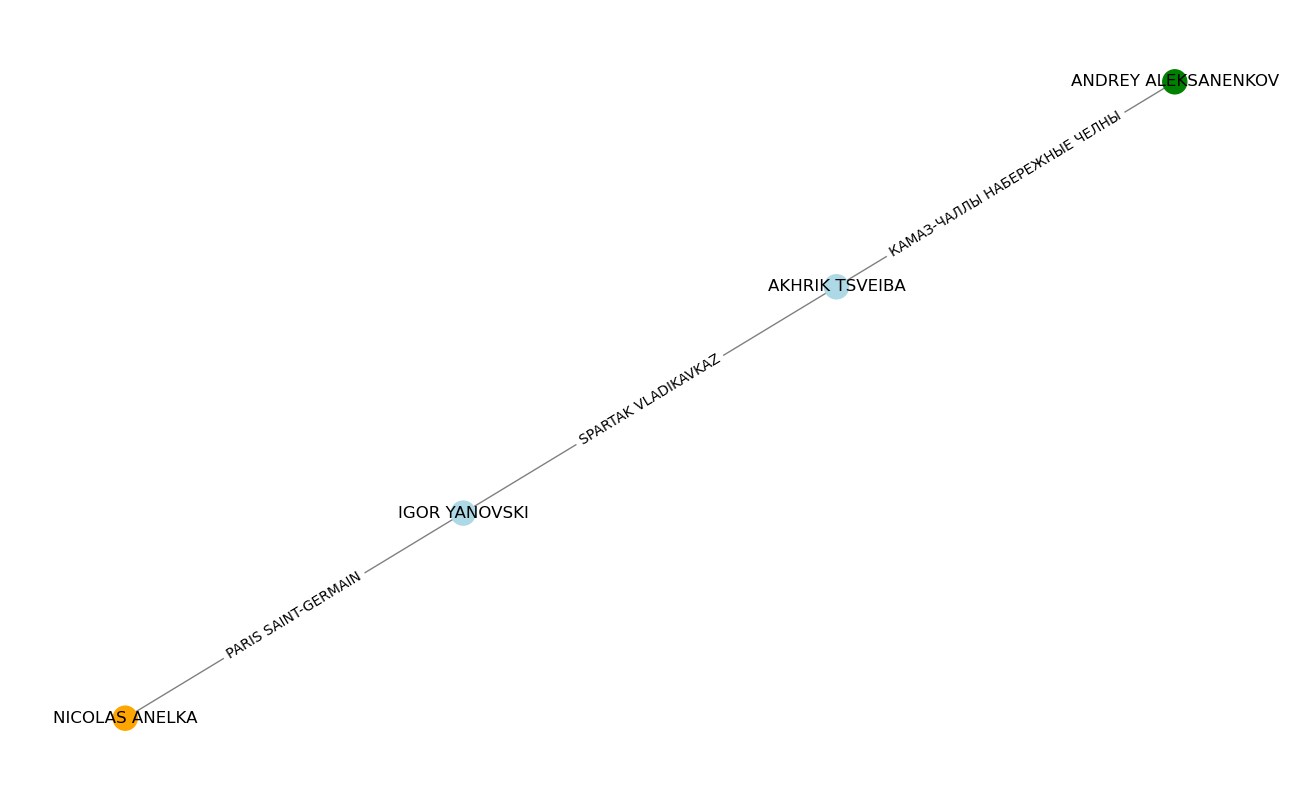 ANDREY ALEKSANENKOV
КАМАЗ-ЧАЛЛЫ НАБЕРЕЖНЫЕ ЧЕЛНЫ
AKHRIK TSVEIBA
SPARTAK VLADIKAVKAZ
IGOR YANOVSKI
PARIS SAINT-GERMAIN
NICOLAS ANELKA